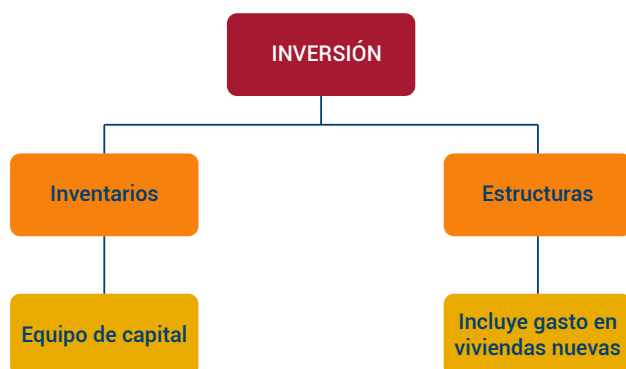 INVERSIÓN
Inventarios
Estructuras
Equipo de capital
Incluye gasto en
viviendas nuevas